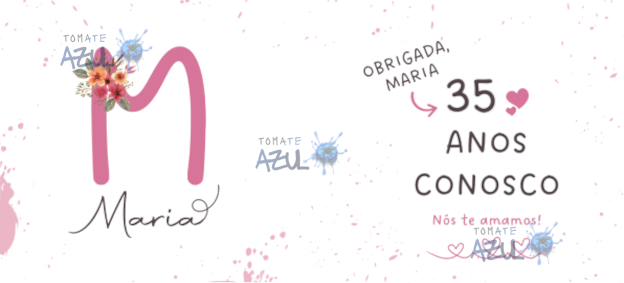 TOMATE
AZUL
M
Maria
TOMATE
AZUL
OBRIGADA,
MARIA
35
ANOS
CONOSCO
Nós te amamos!
TOMATE
AZUL